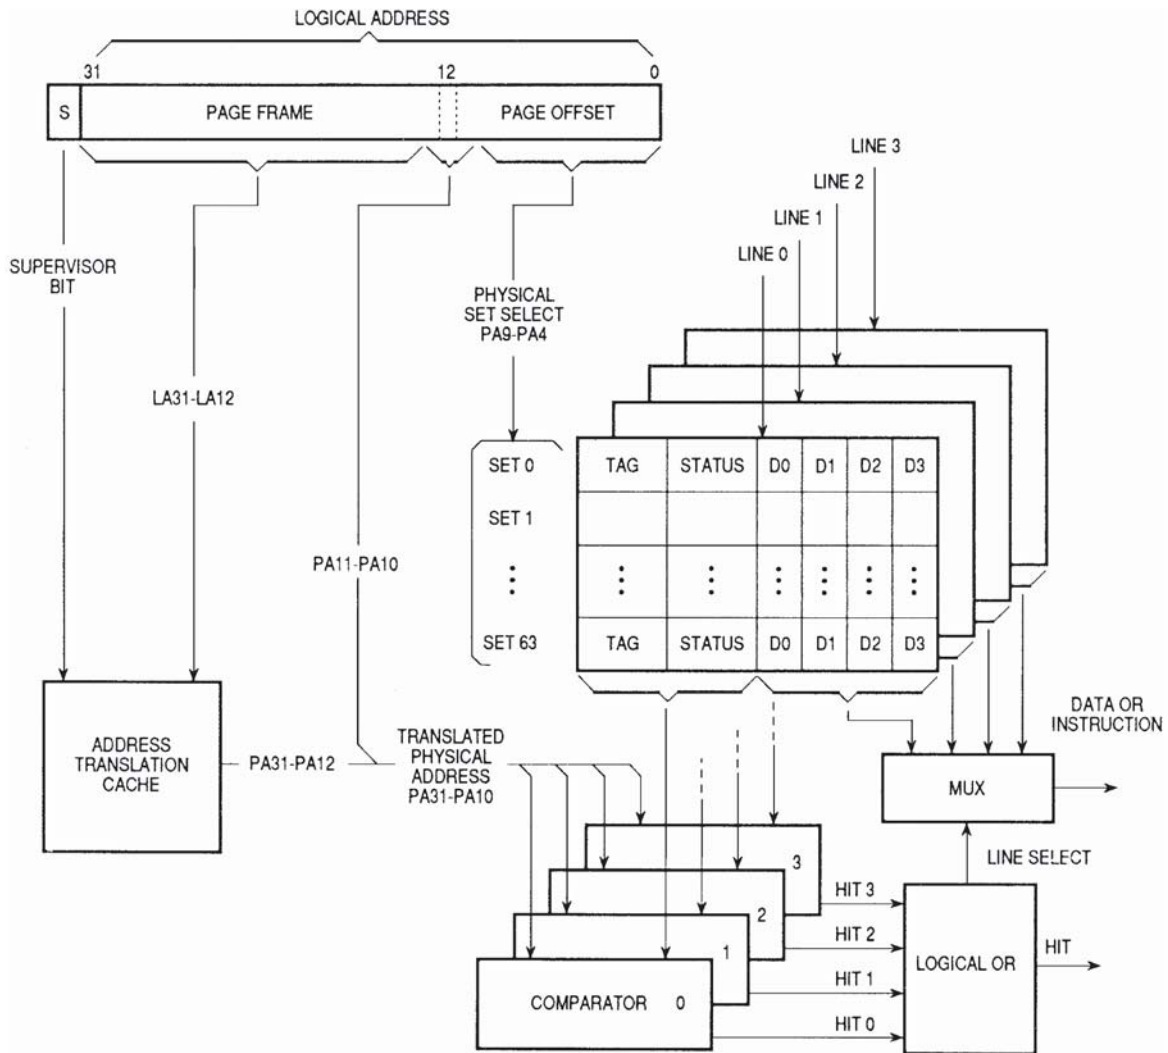 LOGICAL ADDRESS
31
12
0
S
PAGE FRAME
PAGE OFFSET
LINE 3
LINE 2
LINE 1
LINE 0
SUPERVISOR
BIT
PHYSICAL
SET SELECT
PA9-PA4
LA31-LA12
PA11-PA10
SET 0
TAG
STATUS
D0
D1
D2
D3
SET 1
SET 63
TAG
STATUS
D0
D1
D2
D3
ADDRESS
TRANSLATION
CACHE
PA31-PA12
TRANSLATED
PHYSICAL
ADDRESS
PA31-PA10
DATA OR
INSTRUCTION
MUX
LINE SELECT
3
2
1
COMPARATOR 0
HIT 3
HIT 2
HIT 1
HIT 0
LOGICAL OR
HIT